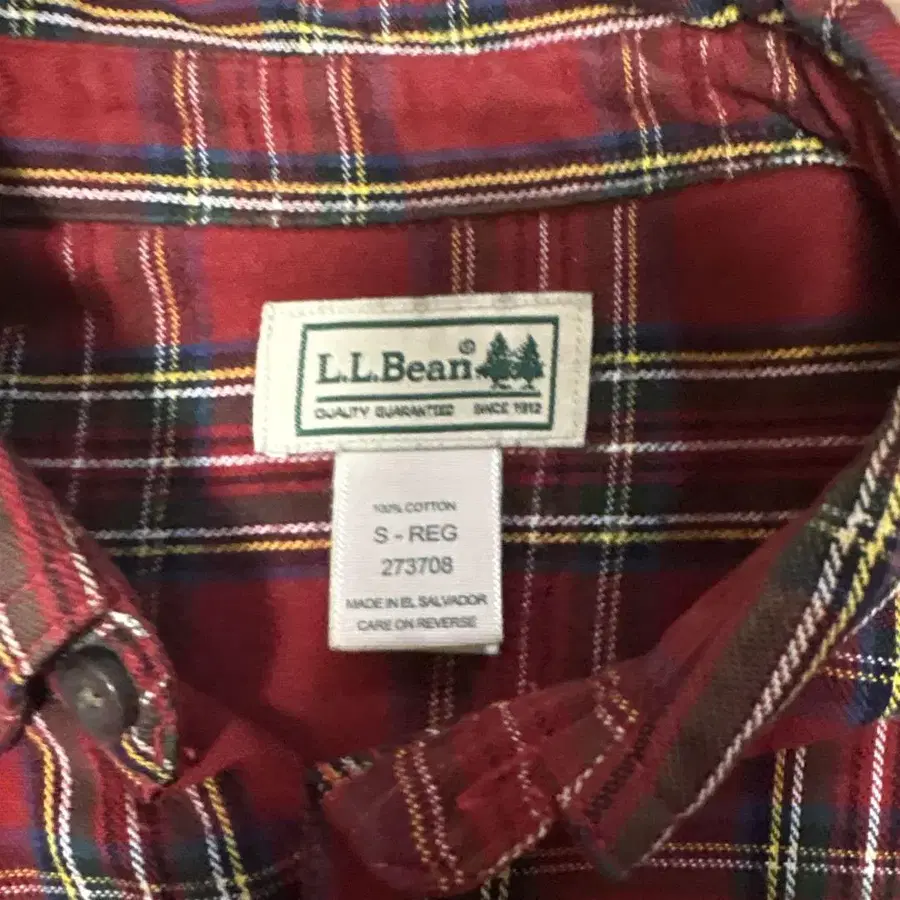 L.L.Bean®
QUALITY GUARANTEED SINCE 1912
100% COTTON
S - REG
273708
MADE IN EL SALVADOR
CARE ON REVERSE